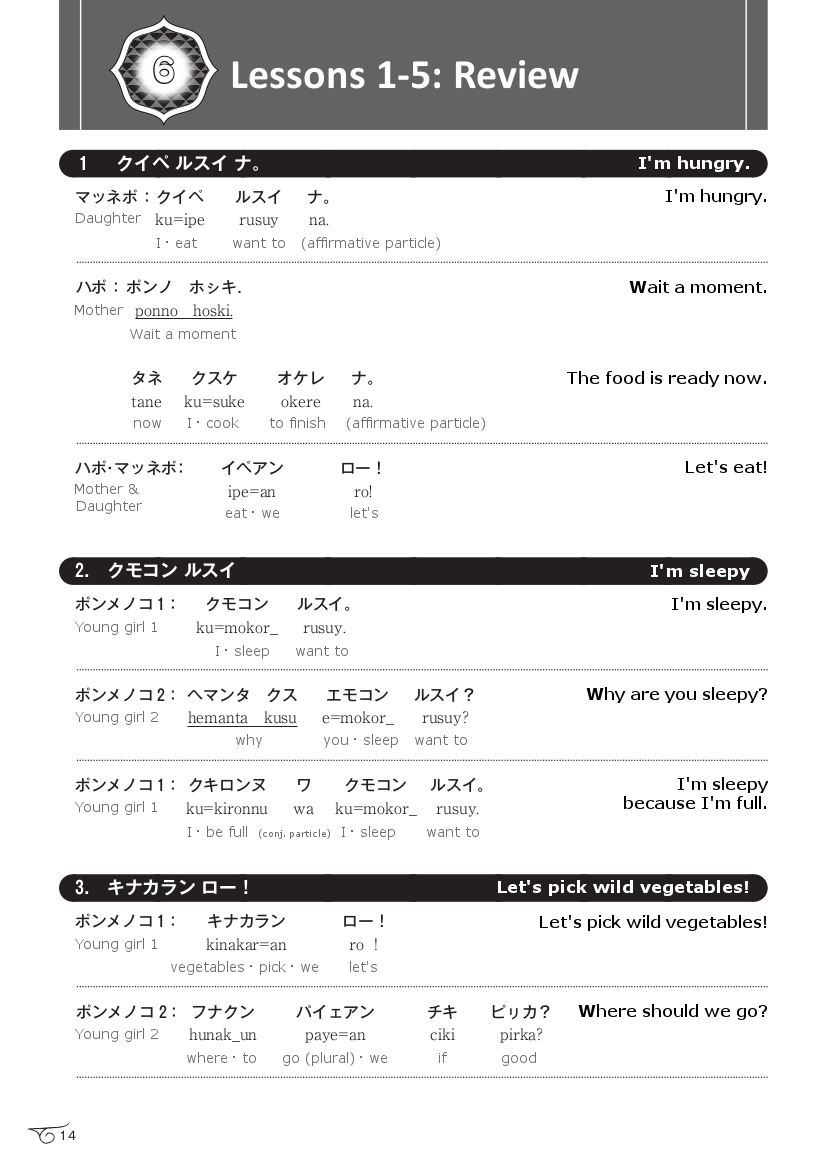 6 Lessons 1-5: Review
1 クイペ ルスイ ナ。 I'm hungry.
マッネポ：クイペ ルスイ ナ。 I'm hungry.
Daughter ku=ipe rusuy na.
I・eat want to (affirmative particle)
ハポ：ポンノ ホㇱキ. Wait a moment.
Mother ponno hoski.
Wait a moment
タネ クスケ オケレ ナ。 The food is ready now.
tane ku=suke okere na.
now I・cook to finish (affirmative particle)
ハポ・マッネポ： イペアン ロー！ Let's eat!
Mother & Daughter ipe=an ro!
eat・we let's
2. クモコン ルスイ I'm sleepy
ポンメノコ1： クモコン ルスイ。 I'm sleepy.
Young girl 1 ku=mokor_ rusuy.
I・sleep want to
ポンメノコ2： ヘマンタ クス エモコン ルスイ？ Why are you sleepy?
Young girl 2 hemanta kusu e=mokor_ rusuy?
why you・sleep want to
ポンメノコ1： クキロンヌ ワ クモコン ルスイ。 I'm sleepy
because I'm full.
Young girl 1 ku=kironnu wa ku=mokor_ rusuy.
I・be full (conj. particle) I・sleep want to
3. キナカラン ロー！ Let's pick wild vegetables!
ポンメノコ1： キナカラン ロー！ Let's pick wild vegetables!
Young girl 1 kinakar=an ro !
vegetables・pick・we let's
ポンメノコ2： フナクン パイェアン チキ ピㇼカ？ Where should we go?
Young girl 2 hunak_un paye=an ciki pirka?
where・to go (plural)・we if good
14